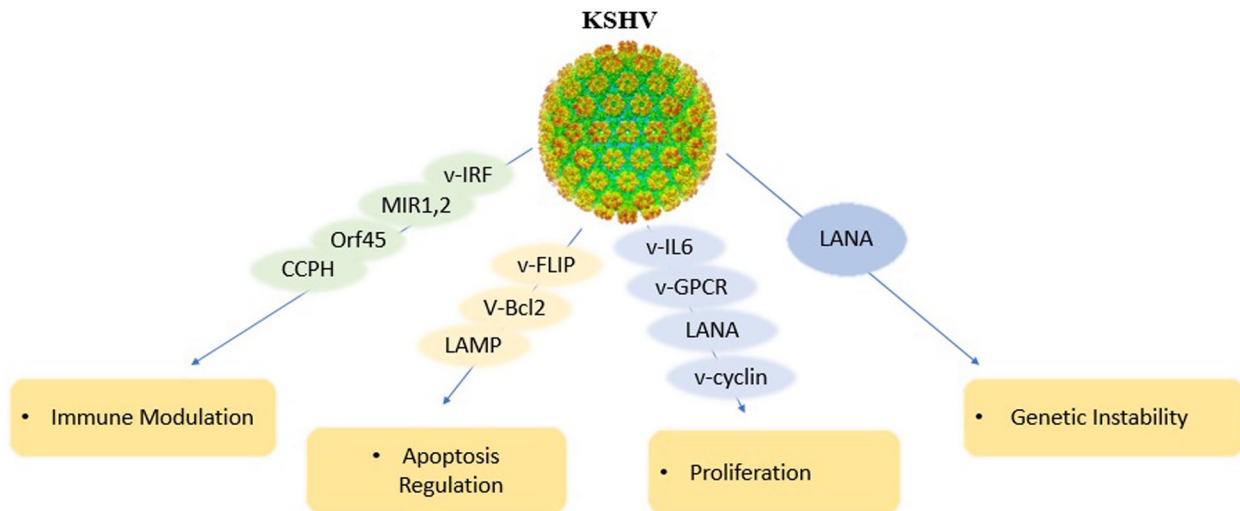 KSHV
v-IRF
MIR1,2
Orf45
CCPH
v-FLIP
V-Bcl2
LAMP
v-IL6
v-GPCR
LANA
v-cyclin
LANA
• Immune Modulation
• Apoptosis
Regulation
• Proliferation
• Genetic Instability